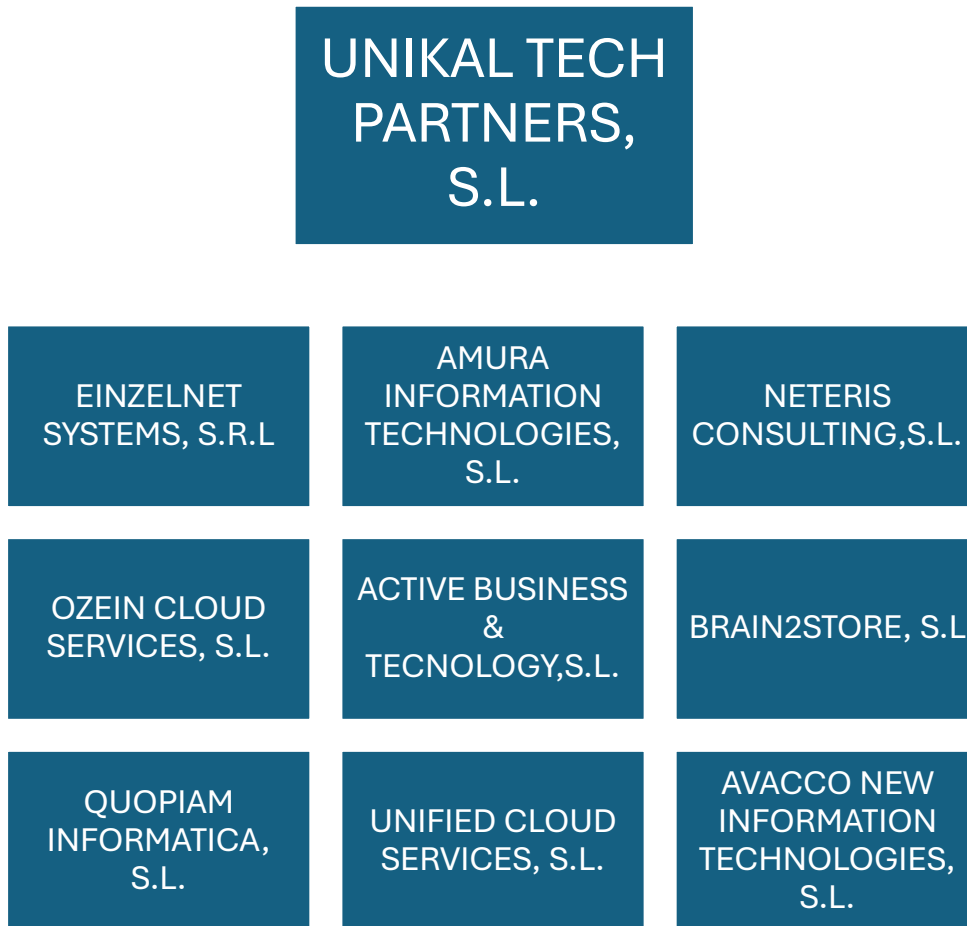 UNIKAL TECH
PARTNERS,
S.L.
EINZELNET
SYSTEMS, S.R.L
AMURA
INFORMATION
TECHNOLOGIES,
S.L.
NETERIS
CONSULTING,S.L.
OZEIN CLOUD
SERVICES, S.L.
ACTIVE BUSINESS
&
TECNOLOGY,S.L.
BRAIN2STORE, S.L
QUOPIAM
INFORMATICA,
S.L.
UNIFIED CLOUD
SERVICES, S.L.
AVACCO NEW
INFORMATION
TECHNOLOGIES,
S.L.